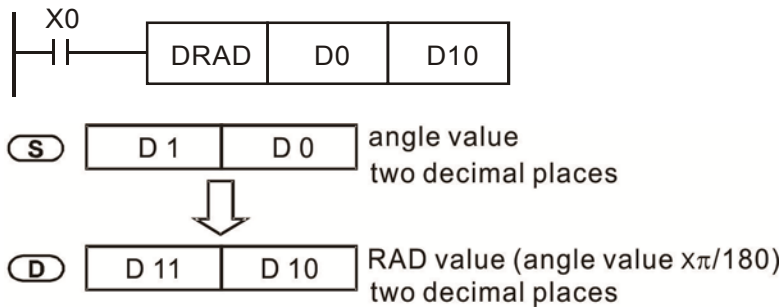 X0
DRAD D0 D10
S D 1 D 0 angle value
two decimal places
D D 11 D 10 RAD value (angle value xπ/180)
two decimal places